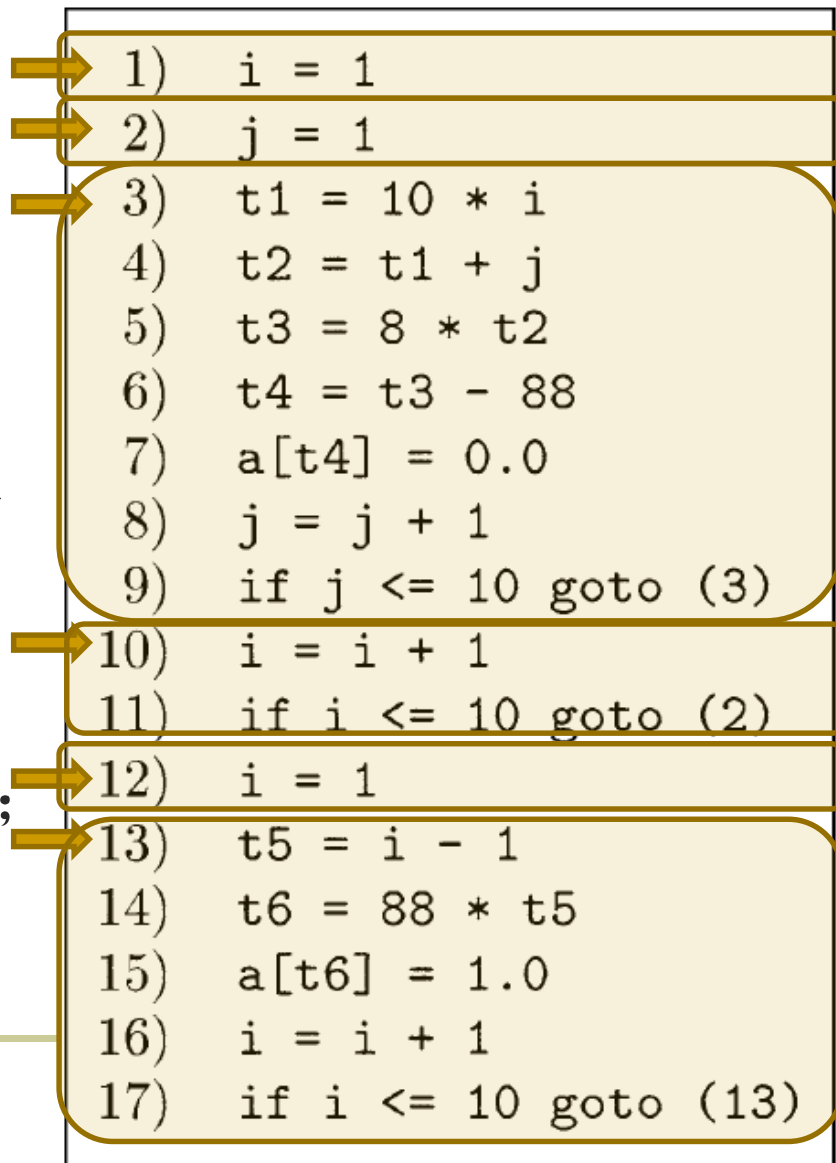 1) i = 1
2) j = 1
3) t1 = 10 * i
4) t2 = t1 + j
5) t3 = 8 * t2
6) t4 = t3 - 88
7) a[t4] = 0.0
8) j = j + 1
9) if j <= 10 goto (3)
10) i = i + 1
11) if i <= 10 goto (2)
12) i = 1
;
13) t5 = i - 1
14) t6 = 88 * t5
15) a[t6] = 1.0
16) i = i + 1
17) if i <= 10 goto (13)